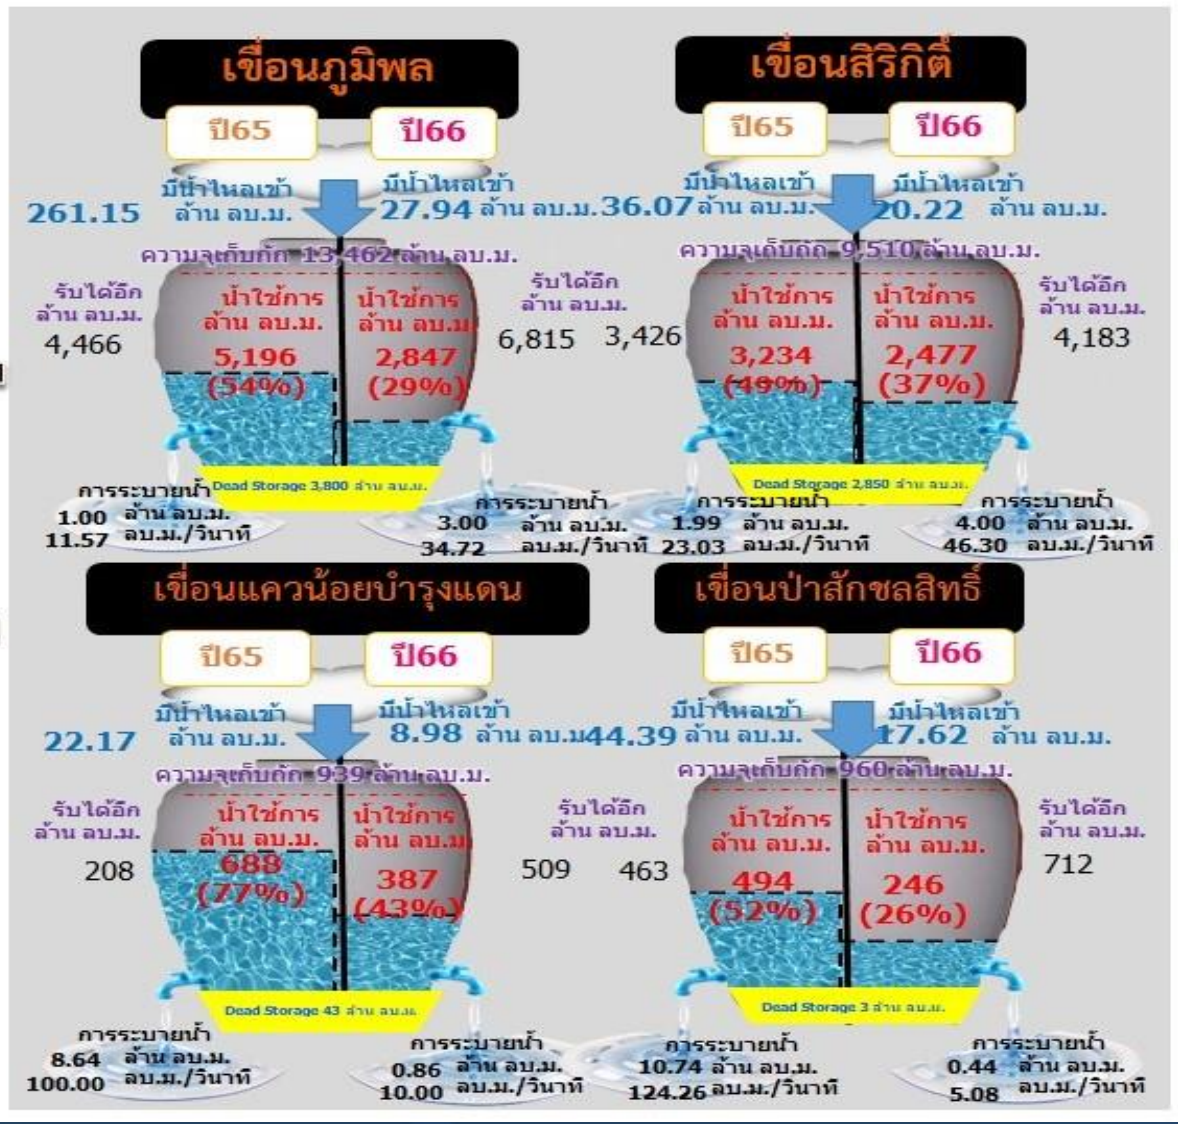 เขื่อนภูมิพล
ปี65 ปี66
มีน้ำไหลเข้า มีน้ำไหลเข้า
261.15 ล้าน ลบ.ม. 27.94 ล้าน ลบ.ม.
ความจุเก็บกัก 13,462 ล้าน ลบ.ม.
รับได้อีก
ล้าน ลบ.ม.
4,466
น้ำใช้การ
ล้าน ลบ.ม.
5,196
(54%)
น้ำใช้การ
ล้าน ลบ.ม
2,847
(29%)
รับได้อีก
ล้าน ลบ.ม.
6,815
Dead Storage 3,800 ล้าน ลบ.ม.
การระบายน้ำ
1.00 ล้าน ลบ.ม.
11.57 ลบ.ม./วินาที
การระบายน้ำ
3.00 ล้าน ลบ.ม.
34.72 ลบ.ม./วินาที
เขื่อนสิริกิติ์
ปี65 ปี66
มีน้ำไหลเข้า มีน้ำไหลเข้า
36.07 ล้าน ลบ.ม. 20.22 ล้าน ลบ.ม.
ความจุเก็บกัก 9,510 ล้าน ลบ.ม.
3,426
น้ำใช้การ
ล้าน ลบ.ม.
3,234
(49%)
น้ำใช้การ
ล้าน ลบ.ม.
2,477
(37%)
รับได้อีก
ล้าน ลบ.ม.
4,183
Dead Storage 2,850 ล้าน ลบ.ม.
การระบายน้ำ
1.99 ล้าน ลบ.ม.
23.03 ลบ.ม./วินาที
การระบายน้ำ
4.00 ล้าน ลบ.ม.
46.30 ลบ.ม./วินาที
เขื่อนแควน้อยบำรุงแดน
ปี65 ปี66
มีน้ำไหลเข้า มีน้ำไหลเข้า
22.17 ล้าน ลบ.ม. 8.98 ล้าน ลบ.ม
ความจุเก็บกัก 939 ล้าน ลบ.ม.
รับได้อีก
ล้าน ลบ.ม.
208
น้ำใช้การ
ล้าน ลบ.ม.
688
(77%)
น้ำใช้การ
ล้าน ลบ.ม.
387
(43%)
รับได้อีก
ล้าน ลบ.ม.
509
Dead Storage 43 ล้าน ลบ.ม.
การระบายน้ำ
8.64 ล้าน ลบ.ม.
100.00 ลบ.ม./วินาที
การระบายน้ำ
0.86 ล้าน ลบ.ม.
10.00 ลบ.ม./วินาที
เขื่อนป่าสักชลสิทธิ์
ปี65 ปี66
มีน้ำไหลเข้า มีน้ำไหลเข้า
44.39 ล้าน ลบ.ม. 17.62 ล้าน ลบ.ม.
ความจุเก็บกัก 960 ล้าน ลบ.ม.
463
น้ำใช้การ
ล้าน ลบ.ม.
494
(52%)
น้ำใช้การ
ล้าน ลบ.ม.
246
(26%)
รับได้อีก
ล้าน ลบ.ม.
712
Dead Storage 3 ล้าน ลบ.ม.
การระบายน้ำ
10.74 ล้าน ลบ.ม.
124.26 ลบ.ม./วินาที
การระบายน้ำ
0.44 ล้าน ลบ.ม.
5.08 ลบ.ม./วินาที